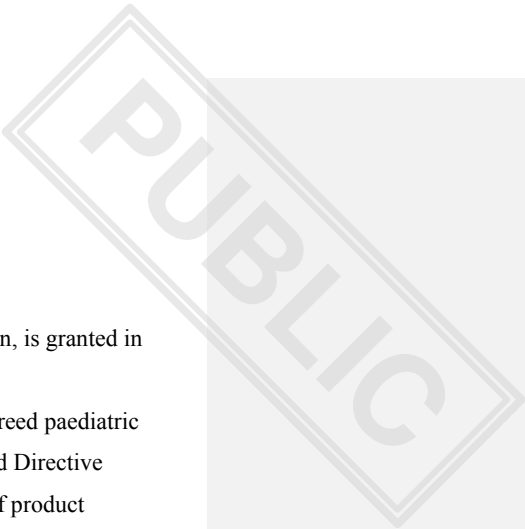 PUBLIC
n, is granted in
reed paediatric
d Directive
f product